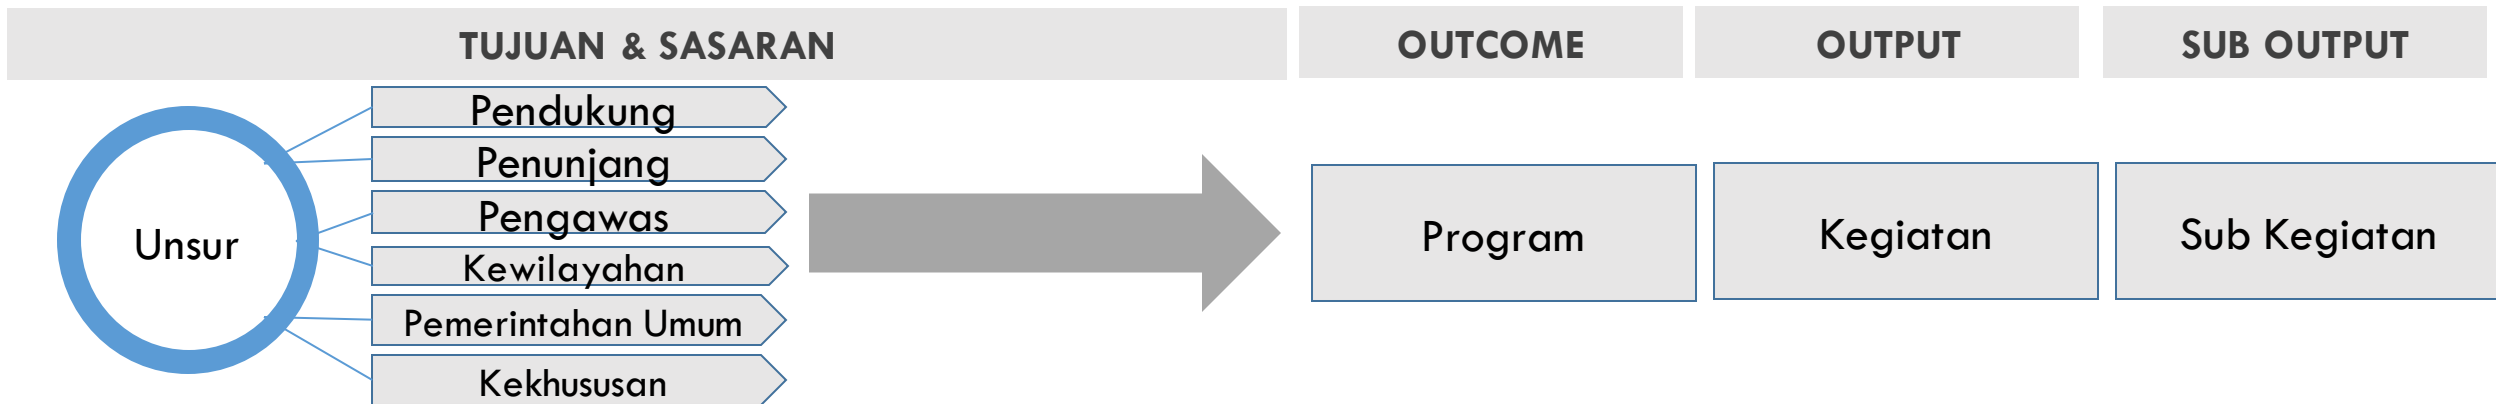 TUJUAN & SASARAN
OUTCOME
OUTPUT
SUB OUTPUT
Unsur
Pendukung
Penunjang
Pengawas
Kewilayahan
Pemerintahan Umum
Kekhususan
Program
Kegiatan
Sub Kegiatan